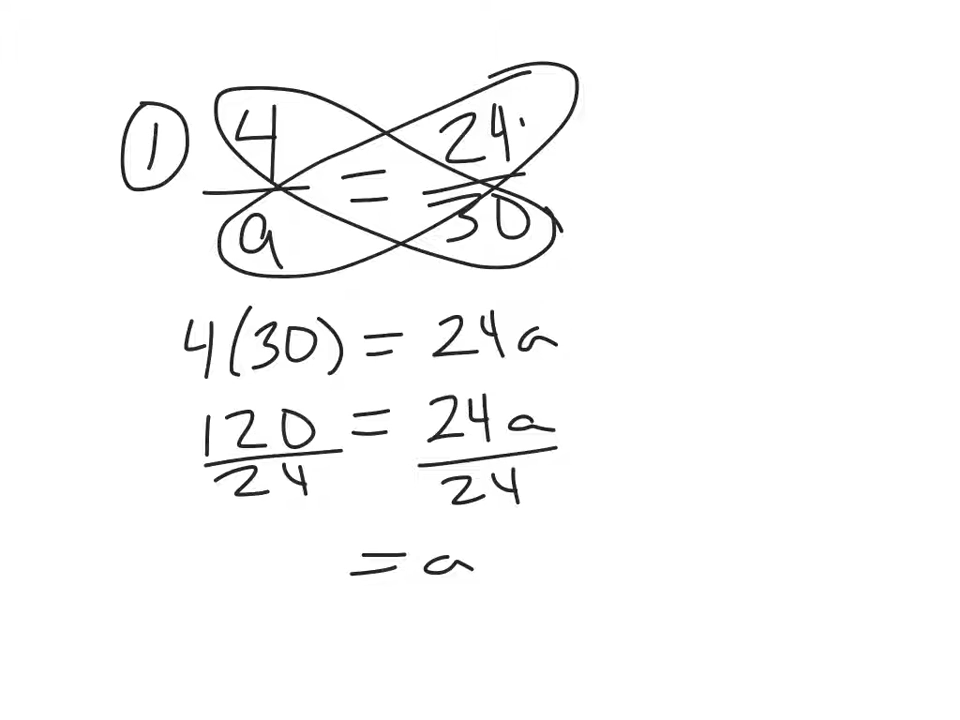 ① 4/a = 24/30
4(30) = 24a
120/24 = 24a/24
= a